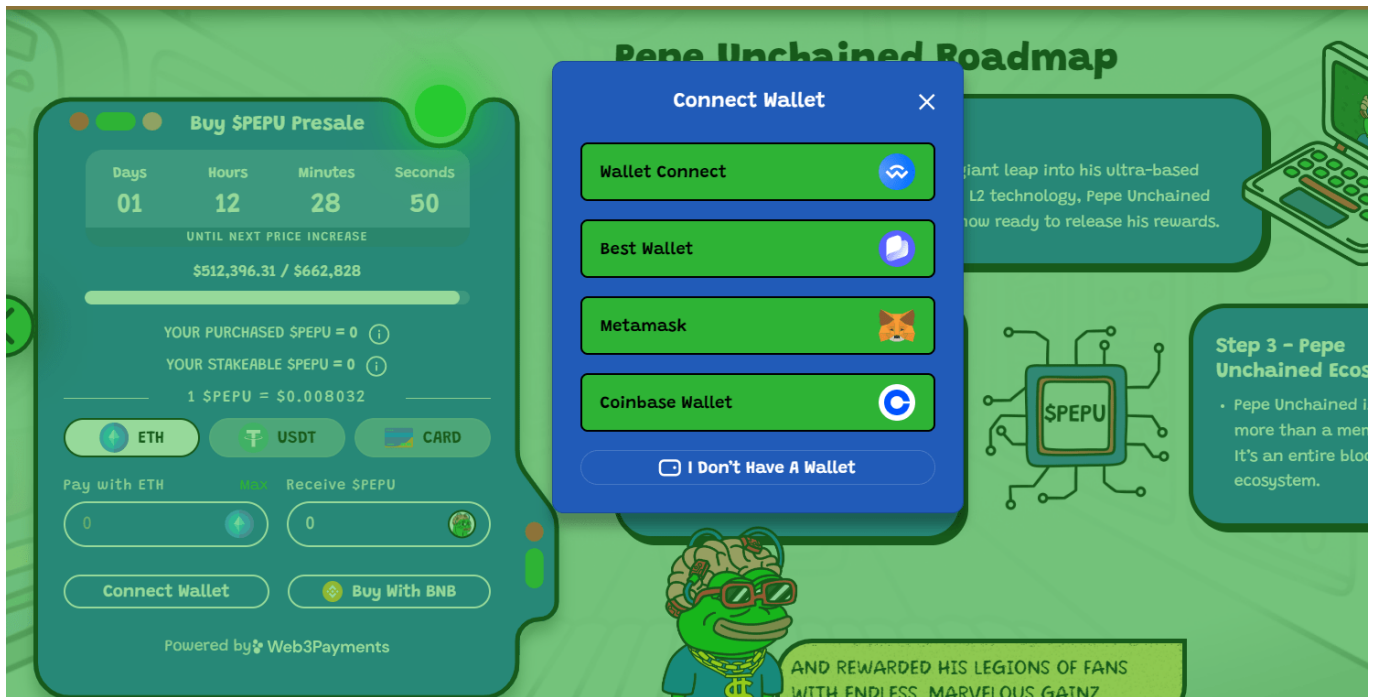 Pepe Unchained Roadmap
Buy $PEPU Presale
Days Hours Minutes Seconds
01 12 28 50
UNTIL NEXT PRICE INCREASE
$512,396.31 / $662,828
YOUR PURCHASED $PEPU = 0
YOUR STAKEABLE $PEPU = 0
1 $PEPU = $0.008032
ETH USDT CARD
Pay with ETH Max Receive $PEPU
0 0
Connect Wallet Buy With BNB
Powered by Web3Payments
Connect Wallet
Wallet Connect
Best Wallet
Metamask
Coinbase Wallet
I Don't Have A Wallet
giant leap into his ultra-based
L2 technology, Pepe Unchained
now ready to release his rewards.
$PEPU
Step 3 – Pepe
Unchained Ecos
• Pepe Unchained i
more than a mem
It's an entire bloc
ecosystem.
AND REWARDED HIS LEGIONS OF FANS
WITH ENDLESS, MARVELOUS GAINZ